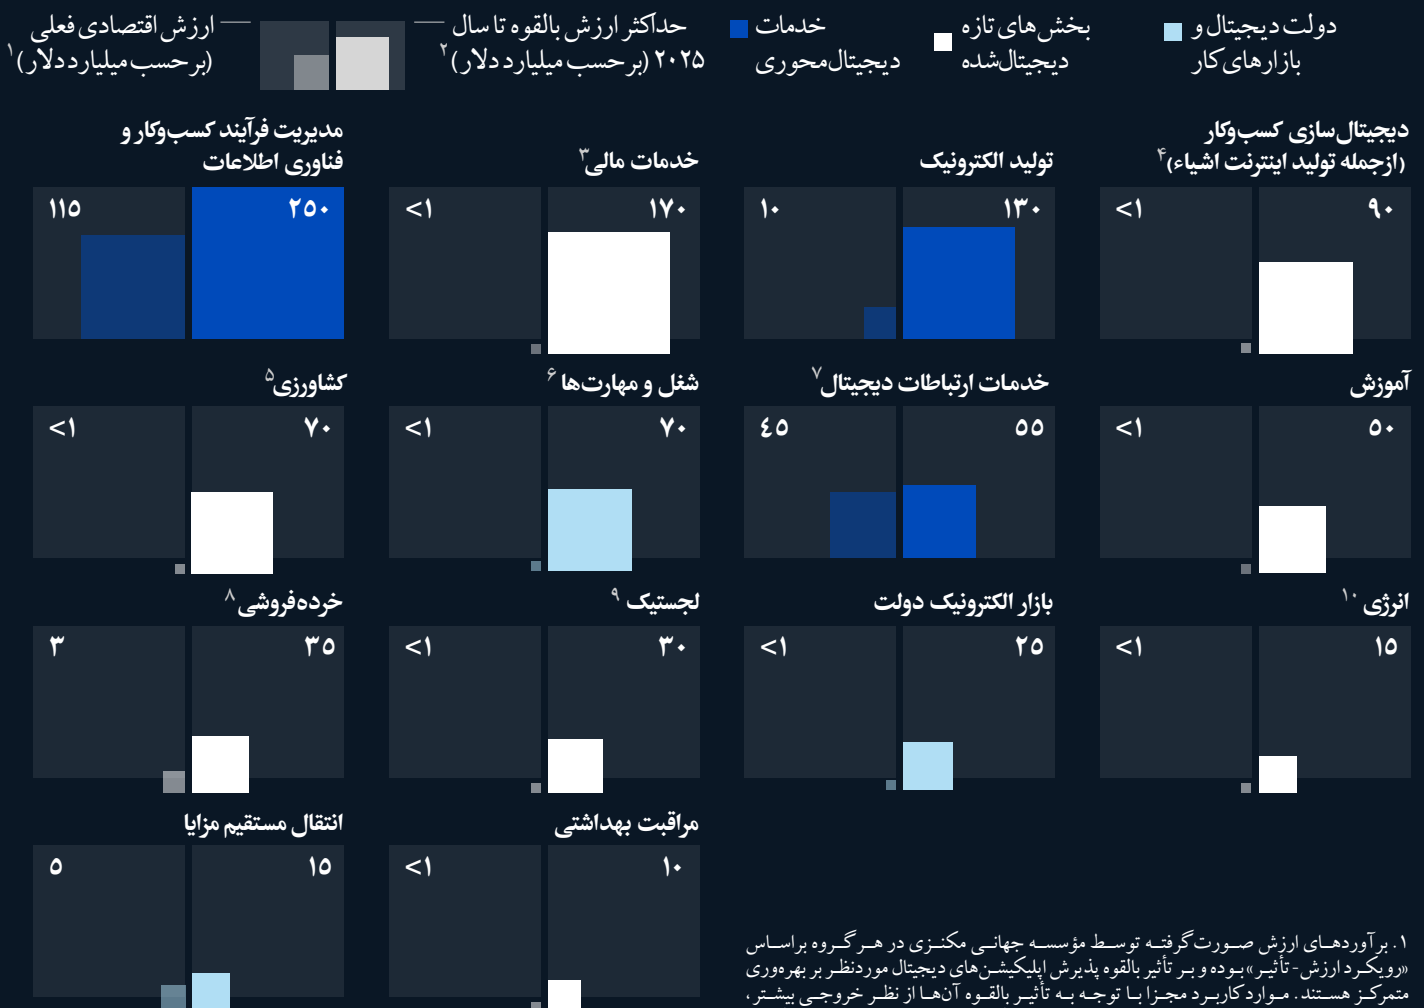 دولت دیجیتال و
بازارهای کار
بخش‌های تازه
دیجیتال‌شده
خدمات
دیجیتال‌محوری
حداکثر ارزش بالقوه تا سال
۲۰۲۵ (بر حسب میلیارد دلار)۲
ارزش اقتصادی فعلی
(بر حسب میلیارد دلار)۱
دیجیتال‌سازی کسب‌وکار
(ازجمله تولید اینترنت اشیاء)۴
۹۰
<۱
تولید الکترونیک
۱۳۰
۱۰
خدمات مالی۳
۱۷۰
<۱
مدیریت فرآیند کسب‌وکار و
فناوری اطلاعات
۲۵۰
۱۱۵
آموزش
۵۰
<۱
خدمات ارتباطات دیجیتال۷
۵۵
٤۵
شغل و مهارت‌ها۶
۷۰
<۱
کشاورزی۵
۷۰
<۱
انرژی۱۰
۱۵
<۱
بازار الکترونیک دولت
۲۵
<۱
لجستیک۹
۳۰
<۱
خرده‌فروشی۸
۳۵
۳
مراقبت بهداشتی
۱۰
<۱
انتقال مستقیم مزایا
۱۵
۵
۱. برآوردهای ارزش صورت‌گرفته توسط مؤسسه جهانی مکنزی در هر گروه براساس
«رویکرد ارزش- تأثیر» بوده و بر تأثیر بالقوه پذیرش اپلیکیشن‌های دیجیتال موردنظر بر بهره‌وری
متمرکز هستند. موارد کاربرد مجزا با توجه به تأثیر بالقوه آن‌ها از نظر خروجی بیشتر،